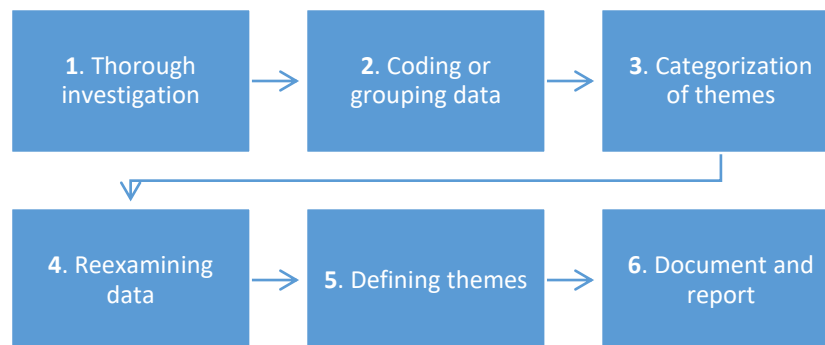 1. Thorough
investigation
2. Coding or
grouping data
3. Categorization
of themes
4. Reexamining
data
5. Defining themes
6. Document and
report